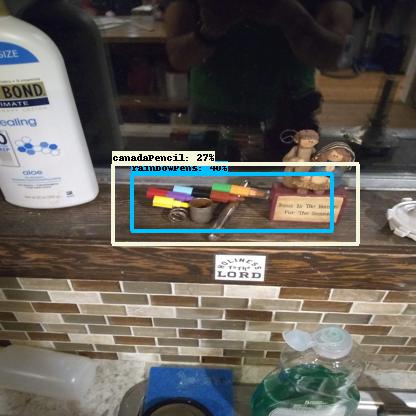 SIZE
BOND
IMATE
ealing
aloe
canadaPencil: 27%
rainbowPens: 40%
Jesus Is The Reason
For The Season
HOLINESS
TO THE
LORD